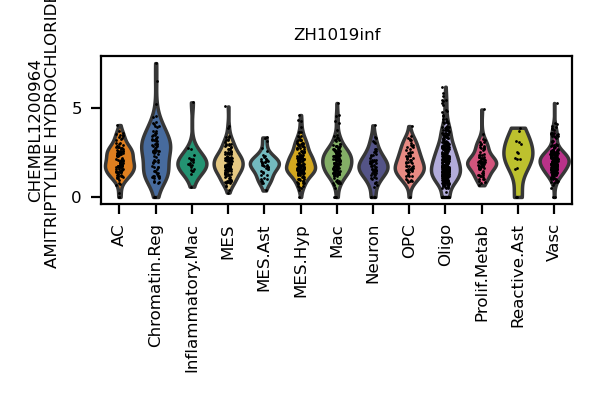 ZH1019inf
CHEMBL1200964
AMITRIPTYLINE HYDROCHLORIDE
5
0
AC
Chromatin.Reg
Inflammatory.Mac
MES
MES.Ast
MES.Hyp
Mac
Neuron
OPC
Oligo
Prolif.Metab
Reactive.Ast
Vasc